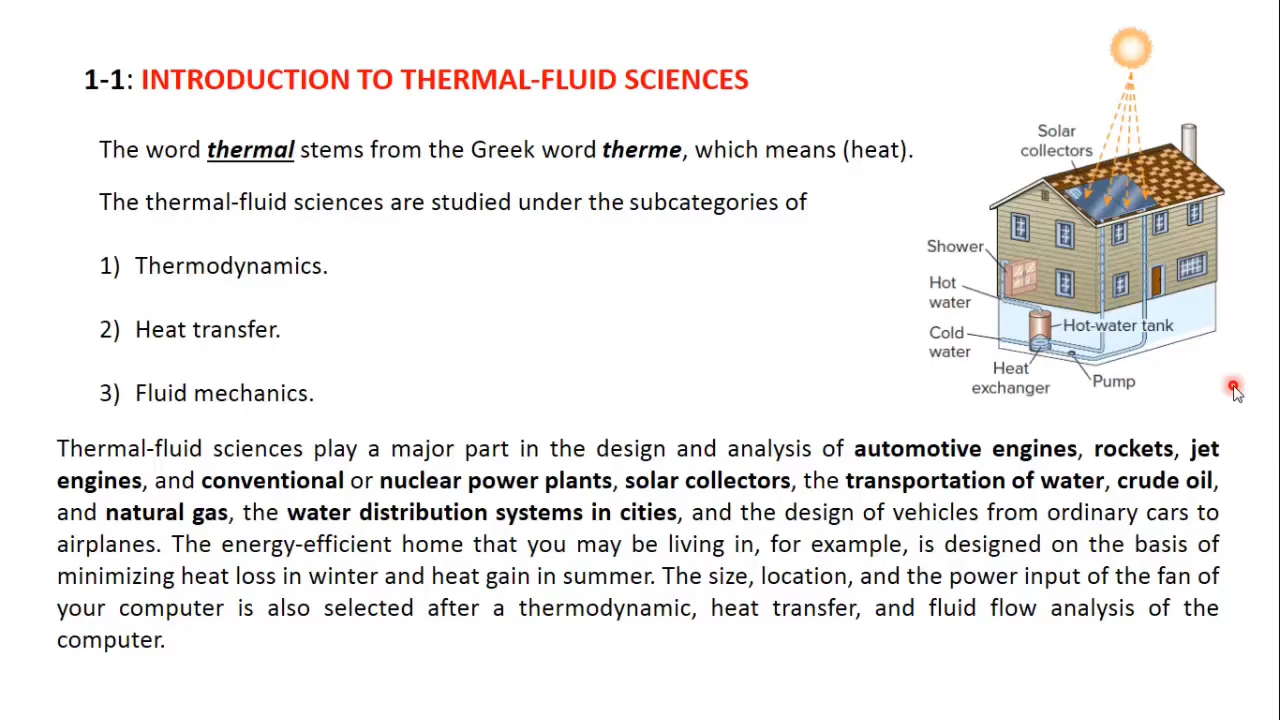 1-1: INTRODUCTION TO THERMAL-FLUID SCIENCES
The word thermal stems from the Greek word therme, which means (heat).
The thermal-fluid sciences are studied under the subcategories of
1) Thermodynamics.
2) Heat transfer.
3) Fluid mechanics.
Solar
collectors
Shower
Hot
water
Cold
water
Hot-water tank
Heat
exchanger
Pump
Thermal-fluid sciences play a major part in the design and analysis of automotive engines, rockets, jet
engines, and conventional or nuclear power plants, solar collectors, the transportation of water, crude oil,
and natural gas, the water distribution systems in cities, and the design of vehicles from ordinary cars to
airplanes. The energy-efficient home that you may be living in, for example, is designed on the basis of
minimizing heat loss in winter and heat gain in summer. The size, location, and the power input of the fan of
your computer is also selected after a thermodynamic, heat transfer, and fluid flow analysis of the
computer.